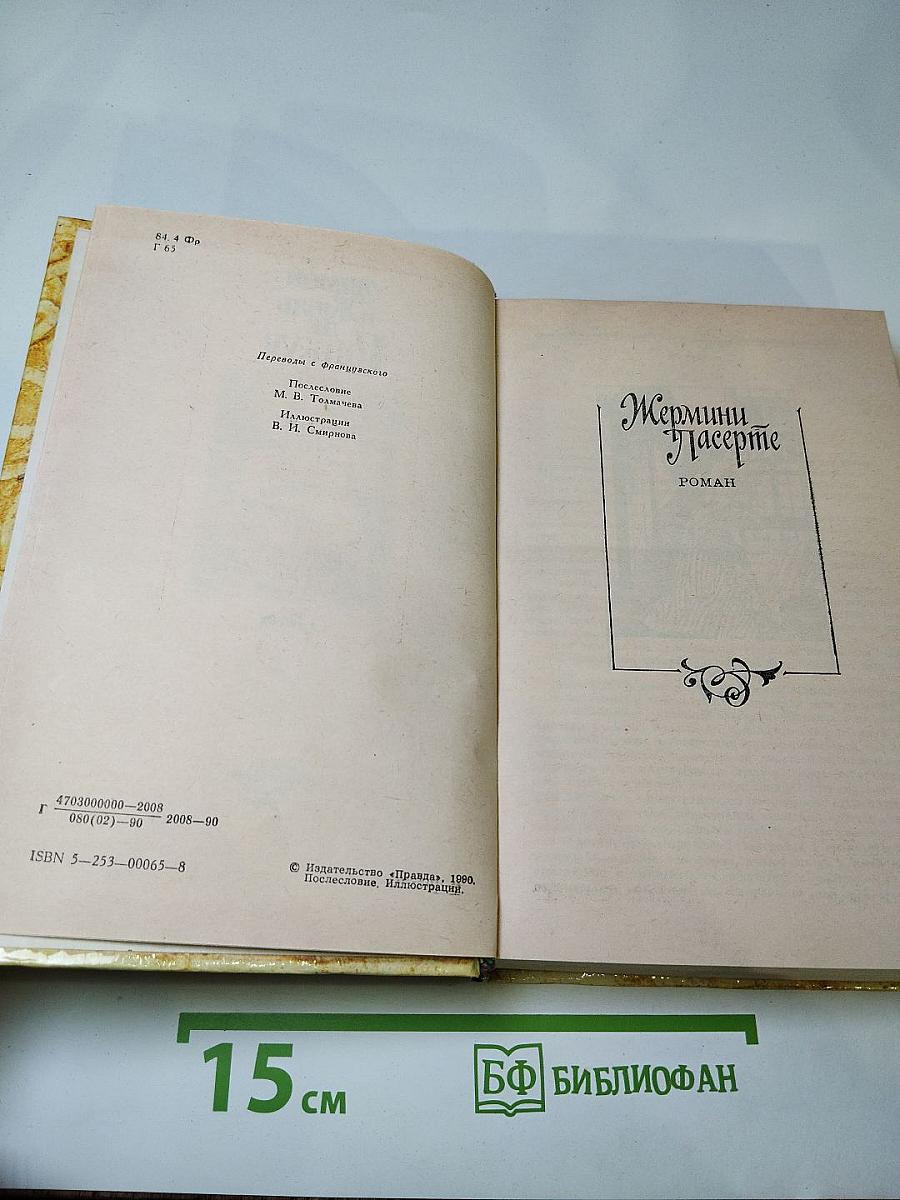 84. 4 Фр
Г 65
Переводы с французского
Послесловие
М. В. Толмачева
Иллюстрации
В. И. Смирнова
Г 4703000000—2008
080(02)—90 2008—90
ISBN 5—253—00065—8
© Издательство «Правда», 1990.
Послесловие. Иллюстраций.
Жермини
Ласерте
РОМАН
15 см
БФ БИБЛИОФАН